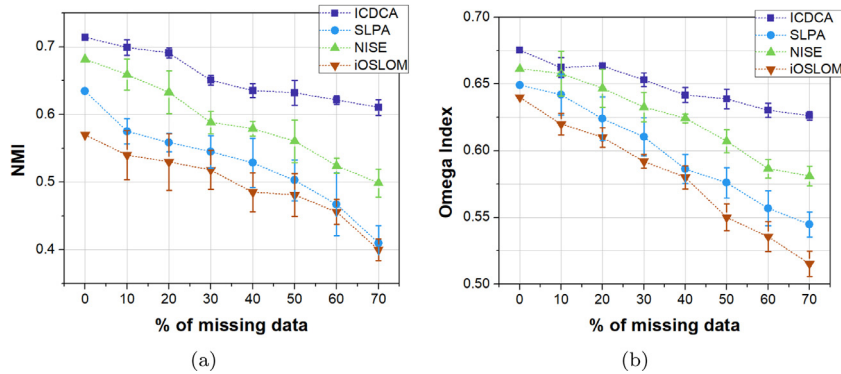 ICDCA
SLPA
NISE
iOSLOM
0.7
0.6
0.5
0.4
NMI
0 10 20 30 40 50 60 70
% of missing data
(a)
ICDCA
SLPA
NISE
iOSLOM
0.70
0.65
0.60
0.55
0.50
Omega Index
0 10 20 30 40 50 60 70
% of missing data
(b)